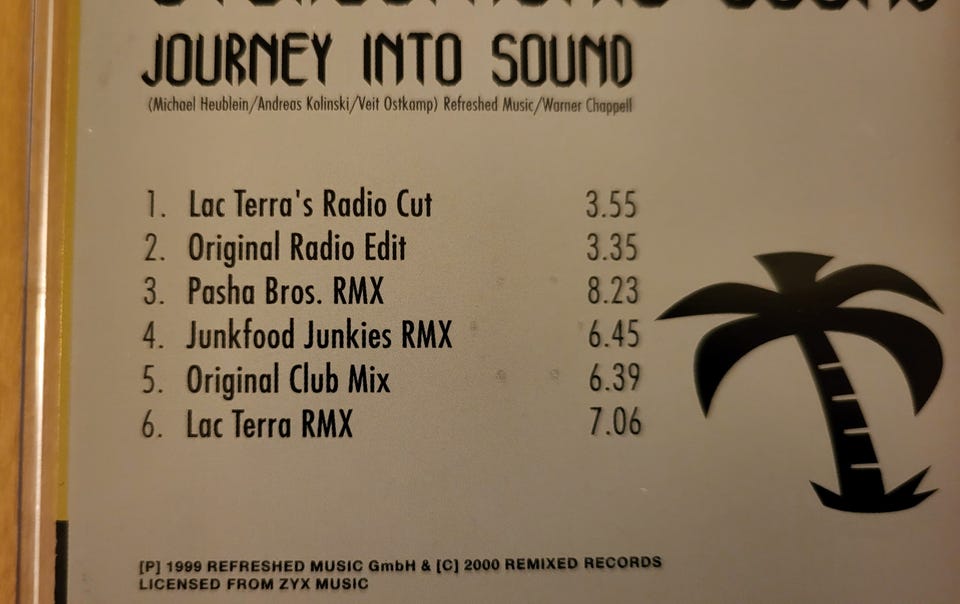 JOURNEY INTO SOUND
(Michael Heublein/Andreas Kolinski/Veit Ostkamp) Refreshed Music/Warner Chappell
1. Lac Terra's Radio Cut 3.55
2. Original Radio Edit 3.35
3. Pasha Bros. RMX 8.23
4. Junkfood Junkies RMX 6.45
5. Original Club Mix 6.39
6. Lac Terra RMX 7.06
[P] 1999 REFRESHED MUSIC GmbH & [C] 2000 REMIXED RECORDS
LICENSED FROM ZYX MUSIC